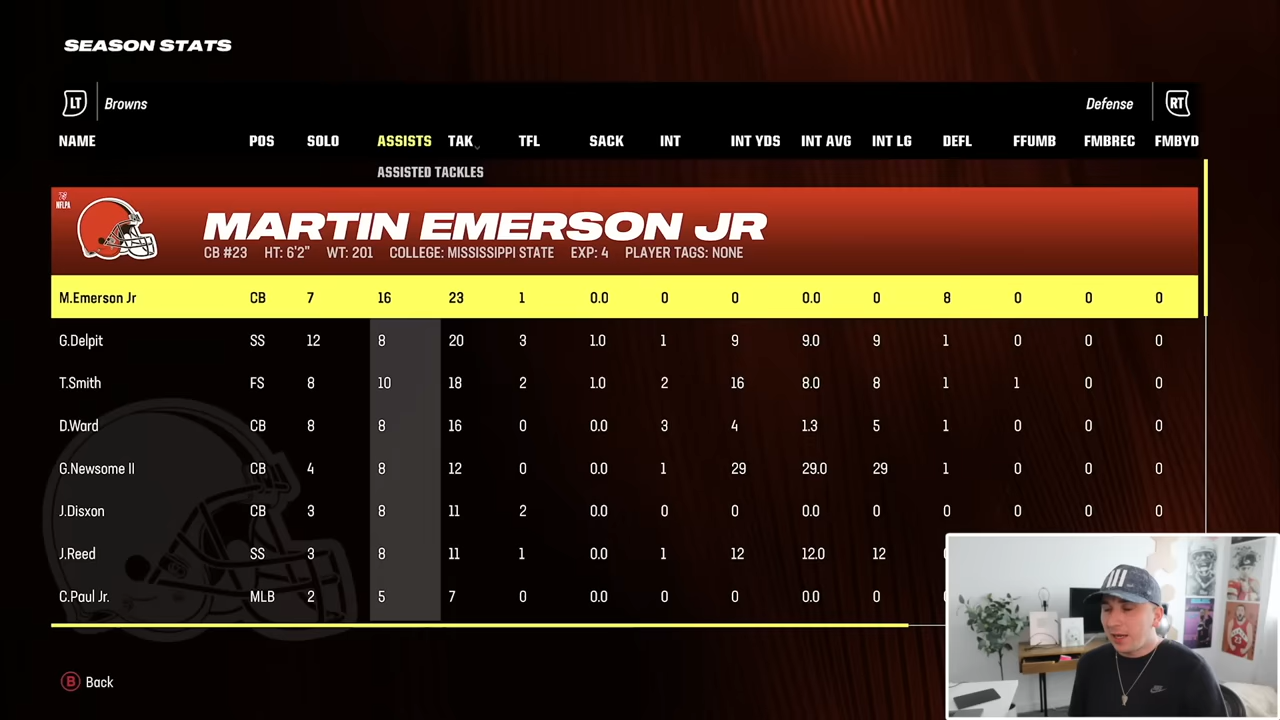 SEASON STATS
LT Browns Defense RT
NAME POS SOLO ASSISTS TAK TFL SACK INT INT YDS INT AVG INT LG DEFL FFUMB FMBREC FMBYD
ASSISTED TACKLES
NFLPA
MARTIN EMERSON JR
CB #23 HT: 6'2" WT: 201 COLLEGE: MISSISSIPPI STATE EXP: 4 PLAYER TAGS: NONE
M.Emerson Jr CB 7 16 23 1 0.0 0 0 0.0 0 8 0 0 0
G.Delpit SS 12 8 20 3 1.0 1 9 9.0 9 1 0 0 0
T.Smith FS 8 10 18 2 1.0 2 16 8.0 8 1 1 0 0
D.Ward CB 8 8 16 0 0.0 3 4 1.3 5 1 0 0 0
G.Newsome II CB 4 8 12 0 0.0 1 29 29.0 29 1 0 0 0
J.Disxon CB 3 8 11 2 0.0 0 0 0.0 0 0 0 0 0
J.Reed SS 3 8 11 1 0.0 1 12 12.0 12
C.Paul Jr. MLB 2 5 7 0 0.0 0 0 0.0 0
B Back